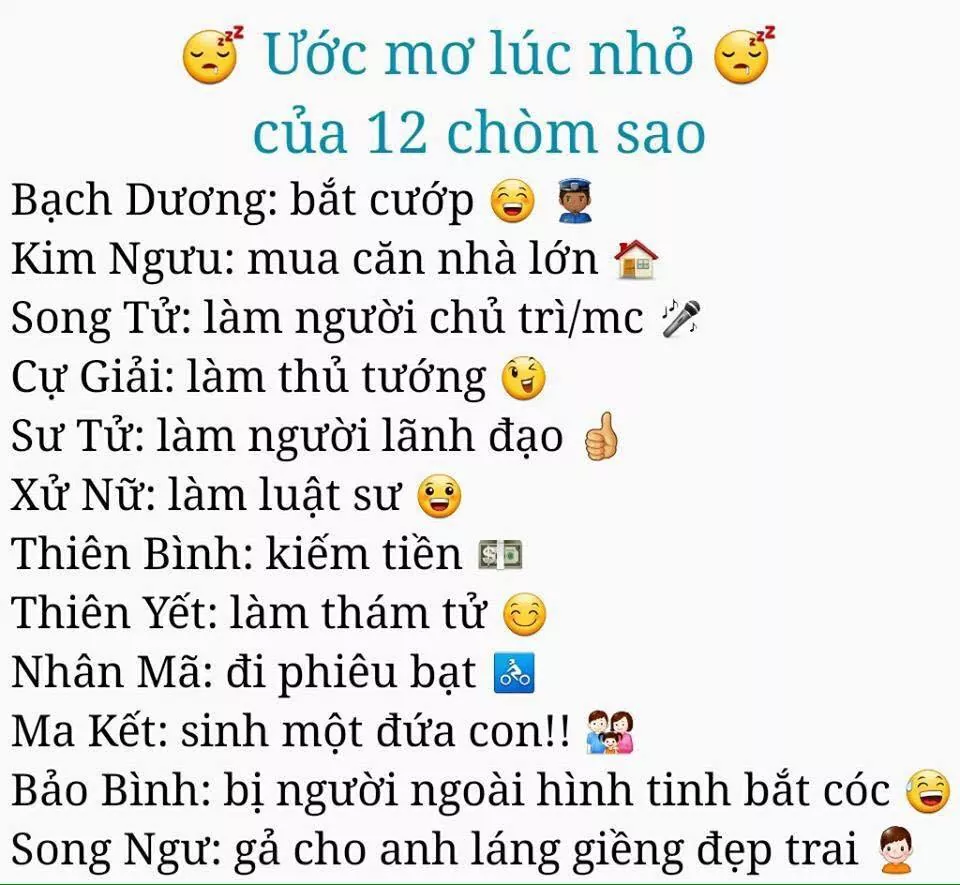 😴 Ước mơ lúc nhỏ 😴
của 12 chòm sao
Bạch Dương: bắt cướp 😁 👮🏾
Kim Ngưu: mua căn nhà lớn 🏠
Song Tử: làm người chủ trì/mc 🎤
Cự Giải: làm thủ tướng 😉
Sư Tử: làm người lãnh đạo 👍
Xử Nữ: làm luật sư 😀
Thiên Bình: kiếm tiền 💵
Thiên Yết: làm thám tử 😊
Nhân Mã: đi phiêu bạt 🚴
Ma Kết: sinh một đứa con!! 👪
Bảo Bình: bị người ngoài hình tinh bắt cóc 😅
Song Ngư: gả cho anh láng giềng đẹp trai 👦